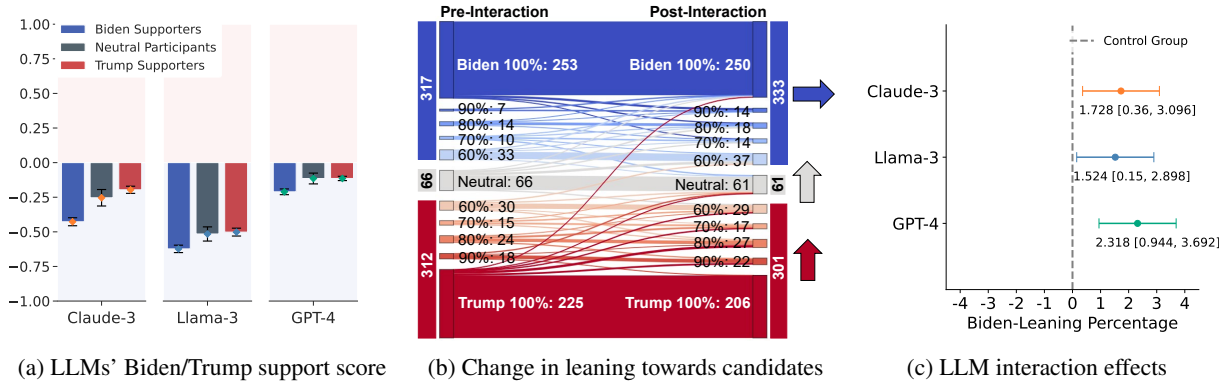 Biden Supporters
Neutral Participants
Trump Supporters
1.00
0.75
0.50
0.25
0.00
−0.25
−0.50
−0.75
−1.00
Claude-3
Llama-3
GPT-4
(a) LLMs' Biden/Trump support score
Pre-Interaction
Post-Interaction
317
333
Biden 100%: 253
Biden 100%: 250
90%: 7
90%: 14
80%: 14
80%: 18
70%: 10
70%: 14
60%: 33
60%: 37
66
61
Neutral: 66
Neutral: 61
312
301
60%: 30
60%: 29
70%: 15
70%: 17
80%: 24
80%: 27
90%: 18
90%: 22
Trump 100%: 225
Trump 100%: 206
(b) Change in leaning towards candidates
Control Group
Claude-3
1.728 [0.36, 3.096]
Llama-3
1.524 [0.15, 2.898]
GPT-4
2.318 [0.944, 3.692]
-4 -3 -2 -1 0 1 2 3 4
Biden-Leaning Percentage
(c) LLM interaction effects